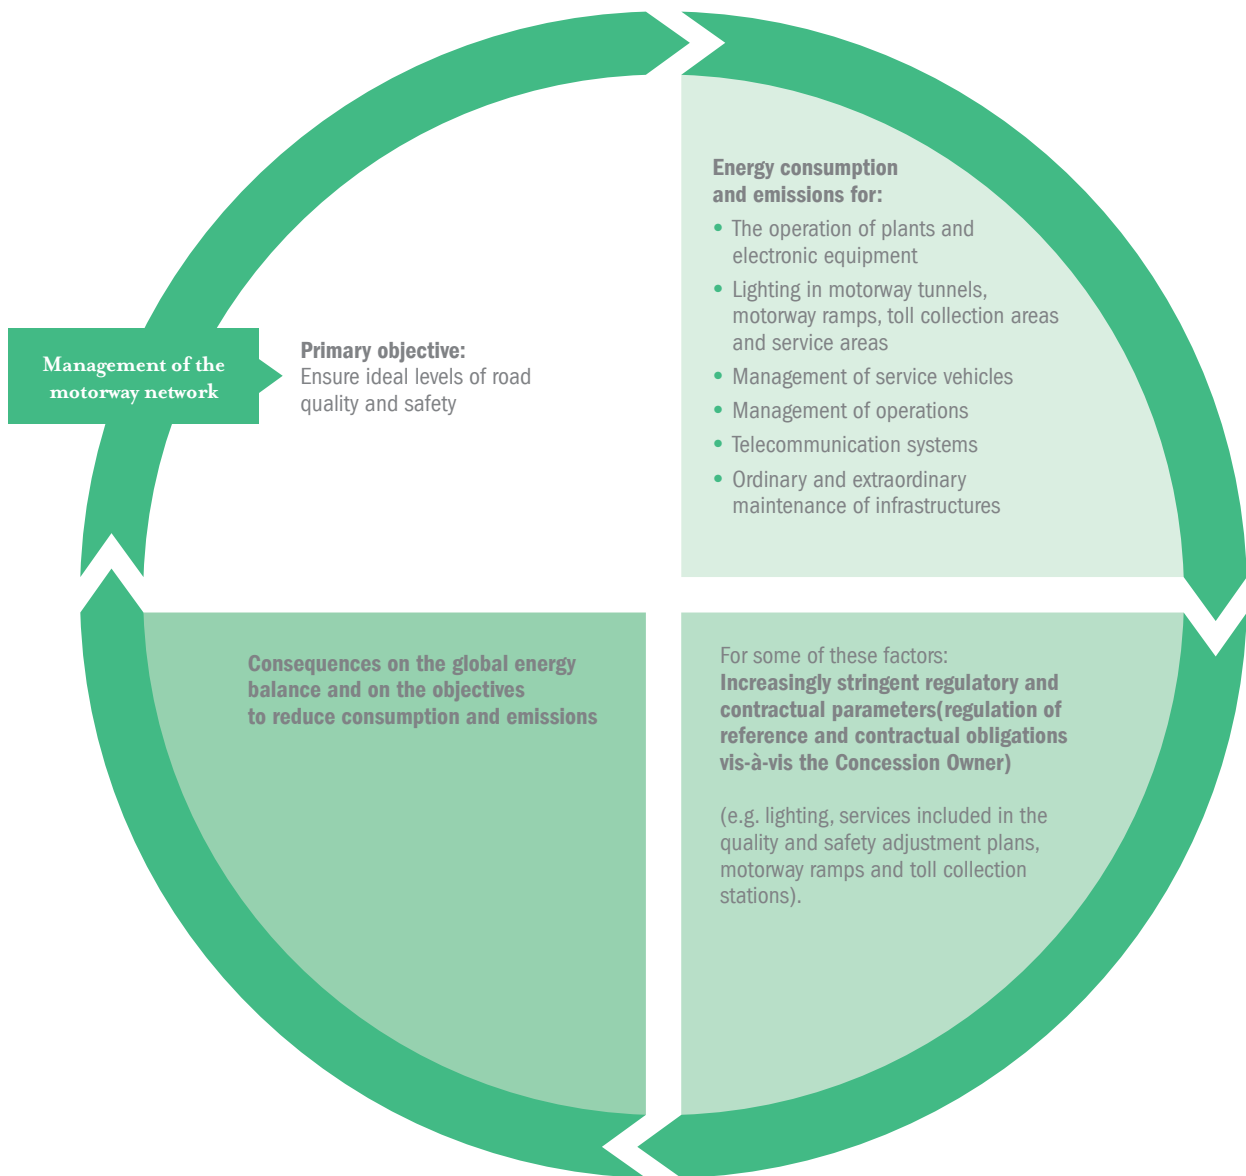 Management of the
motorway network
Primary objective:
Ensure ideal levels of road
quality and safety
Energy consumption
and emissions for:
• The operation of plants and
electronic equipment
• Lighting in motorway tunnels,
motorway ramps, toll collection areas
and service areas
• Management of service vehicles
• Management of operations
• Telecommunication systems
• Ordinary and extraordinary
maintenance of infrastructures
For some of these factors:
Increasingly stringent regulatory and
contractual parameters(regulation of
reference and contractual obligations
vis-à-vis the Concession Owner)
(e.g. lighting, services included in the
quality and safety adjustment plans,
motorway ramps and toll collection
stations).
Consequences on the global energy
balance and on the objectives
to reduce consumption and emissions